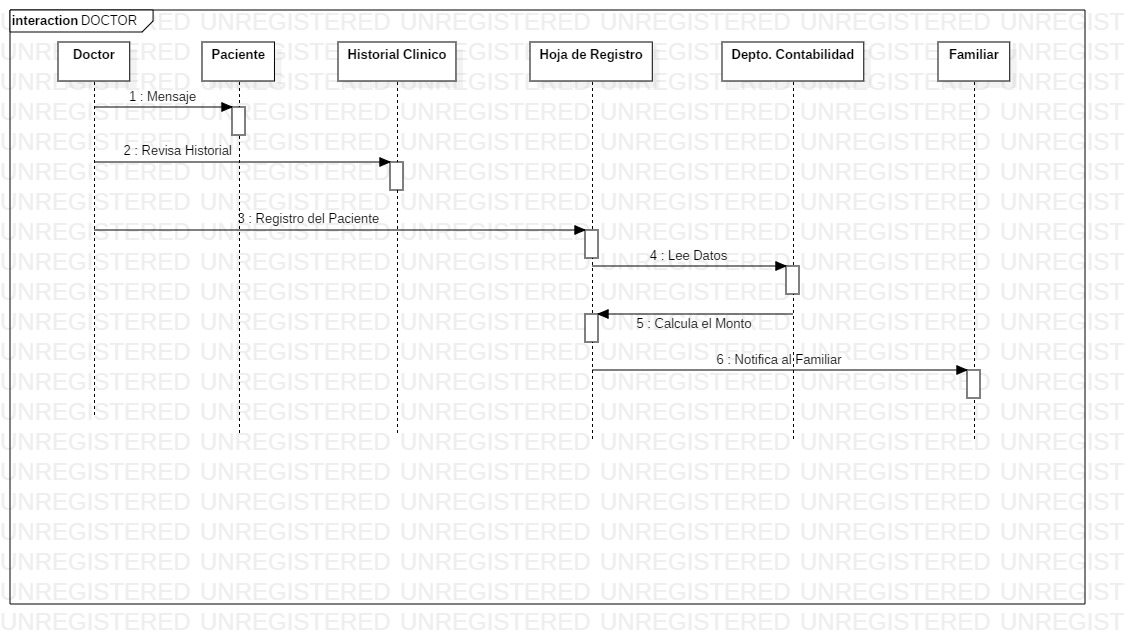 interaction DOCTOR
Doctor
Paciente
Historial Clinico
Hoja de Registro
Depto. Contabilidad
Familiar
1 : Mensaje
2 : Revisa Historial
3 : Registro del Paciente
4 : Lee Datos
5 : Calcula el Monto
6 : Notifica al Familiar
UNREGISTERED UNREGISTERED UNREGISTERED UNREGISTERED UNREGISTERED UNREGIST